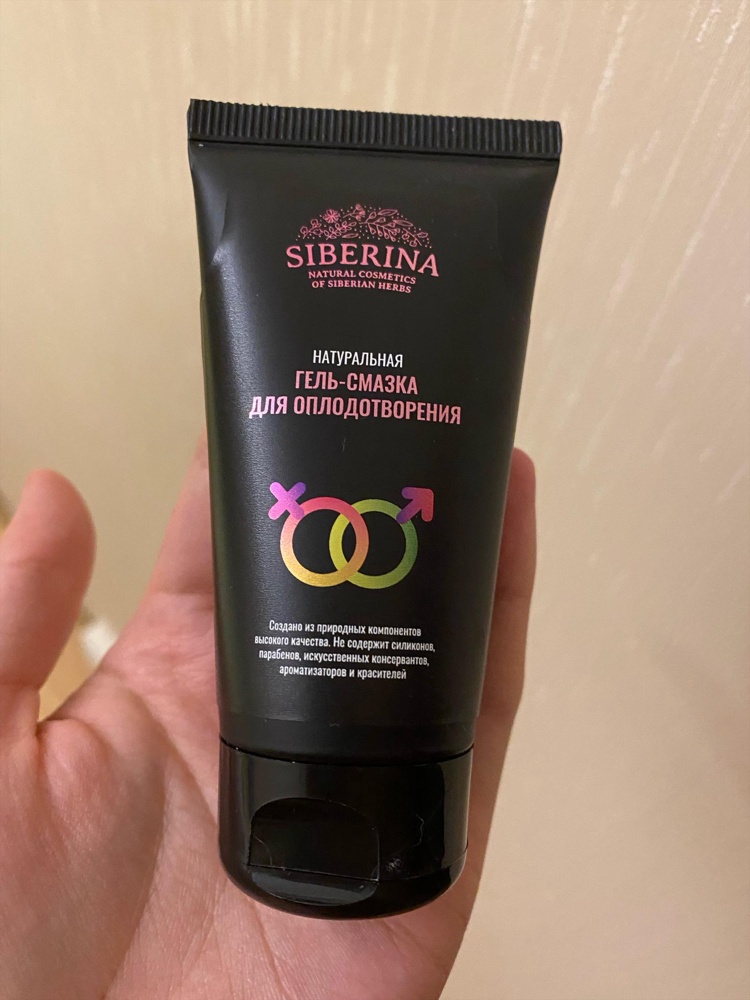 SIBERINA
NATURAL COSMETICS
OF SIBERIAN HERBS
НАТУРАЛЬНАЯ
ГЕЛЬ-СМАЗКА
ДЛЯ ОПЛОДОТВОРЕНИЯ
Создано из природных компонентов
высокого качества. Не содержит силиконов,
парабенов, искусственных консервантов,
ароматизаторов и красителей